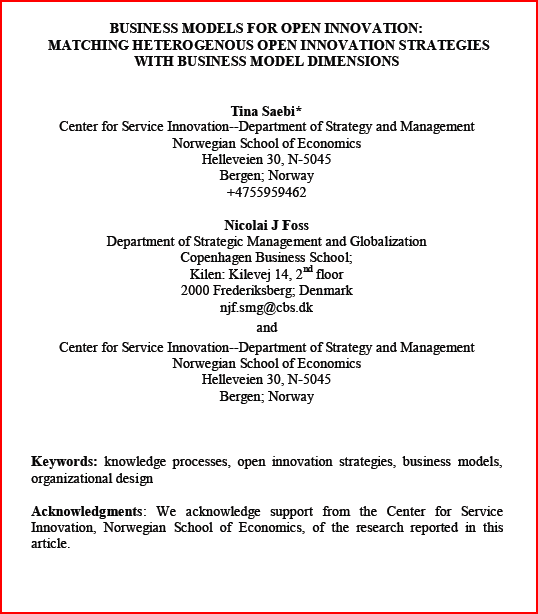 BUSINESS MODELS FOR OPEN INNOVATION:
MATCHING HETEROGENOUS OPEN INNOVATION STRATEGIES
WITH BUSINESS MODEL DIMENSIONS
Tina Saebi*
Center for Service Innovation--Department of Strategy and Management
Norwegian School of Economics
Helleveien 30, N-5045
Bergen; Norway
+4755959462
Nicolai J Foss
Department of Strategic Management and Globalization
Copenhagen Business School;
Kilen: Kilevej 14, 2nd floor
2000 Frederiksberg; Denmark
njf.smg@cbs.dk
and
Center for Service Innovation--Department of Strategy and Management
Norwegian School of Economics
Helleveien 30, N-5045
Bergen; Norway
Keywords: knowledge processes, open innovation strategies, business models,
organizational design
Acknowledgments: We acknowledge support from the Center for Service
Innovation, Norwegian School of Economics, of the research reported in this
article.